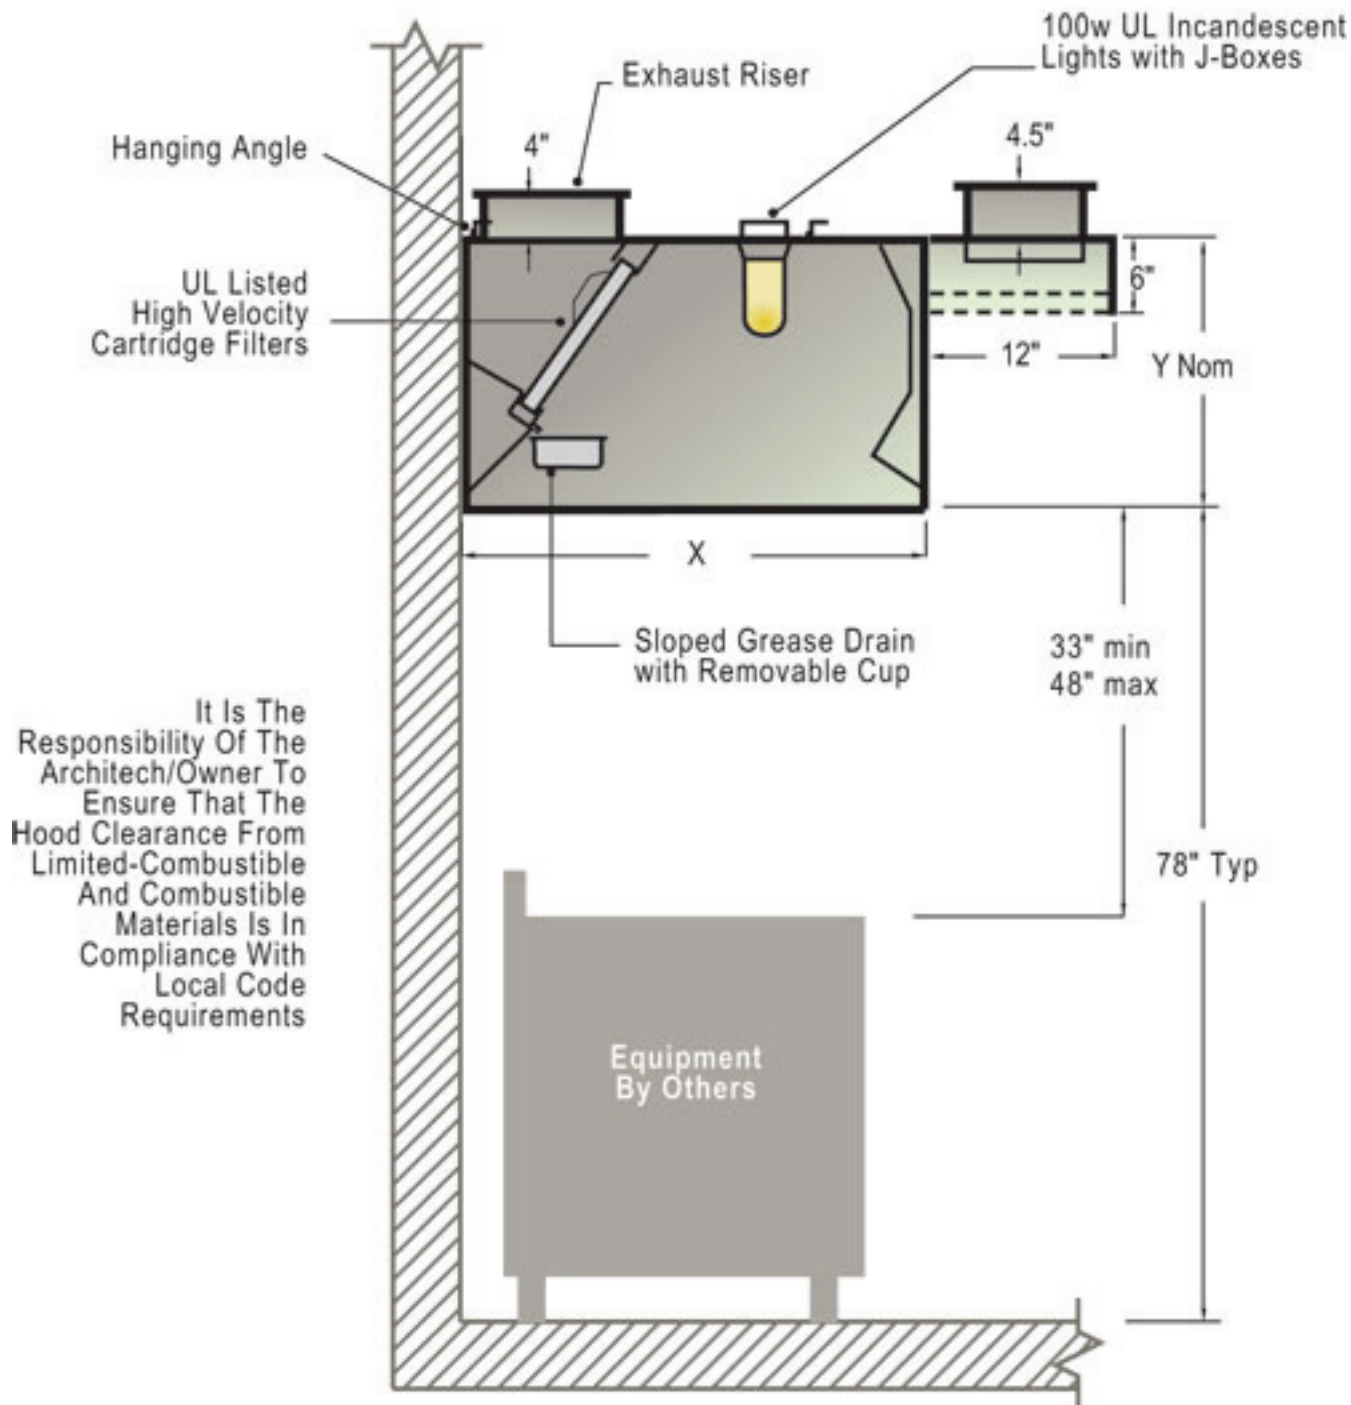 100w UL Incandescent
Lights with J-Boxes
Exhaust Riser
Hanging Angle
4"
4.5"
UL Listed
High Velocity
Cartridge Filters
6"
12"
Y Nom
X
Sloped Grease Drain
with Removable Cup
33" min
48" max
It Is The
Responsibility Of The
Architech/Owner To
Ensure That The
Hood Clearance From
Limited-Combustible
And Combustible
Materials Is In
Compliance With
Local Code
Requirements
78" Typ
Equipment
By Others